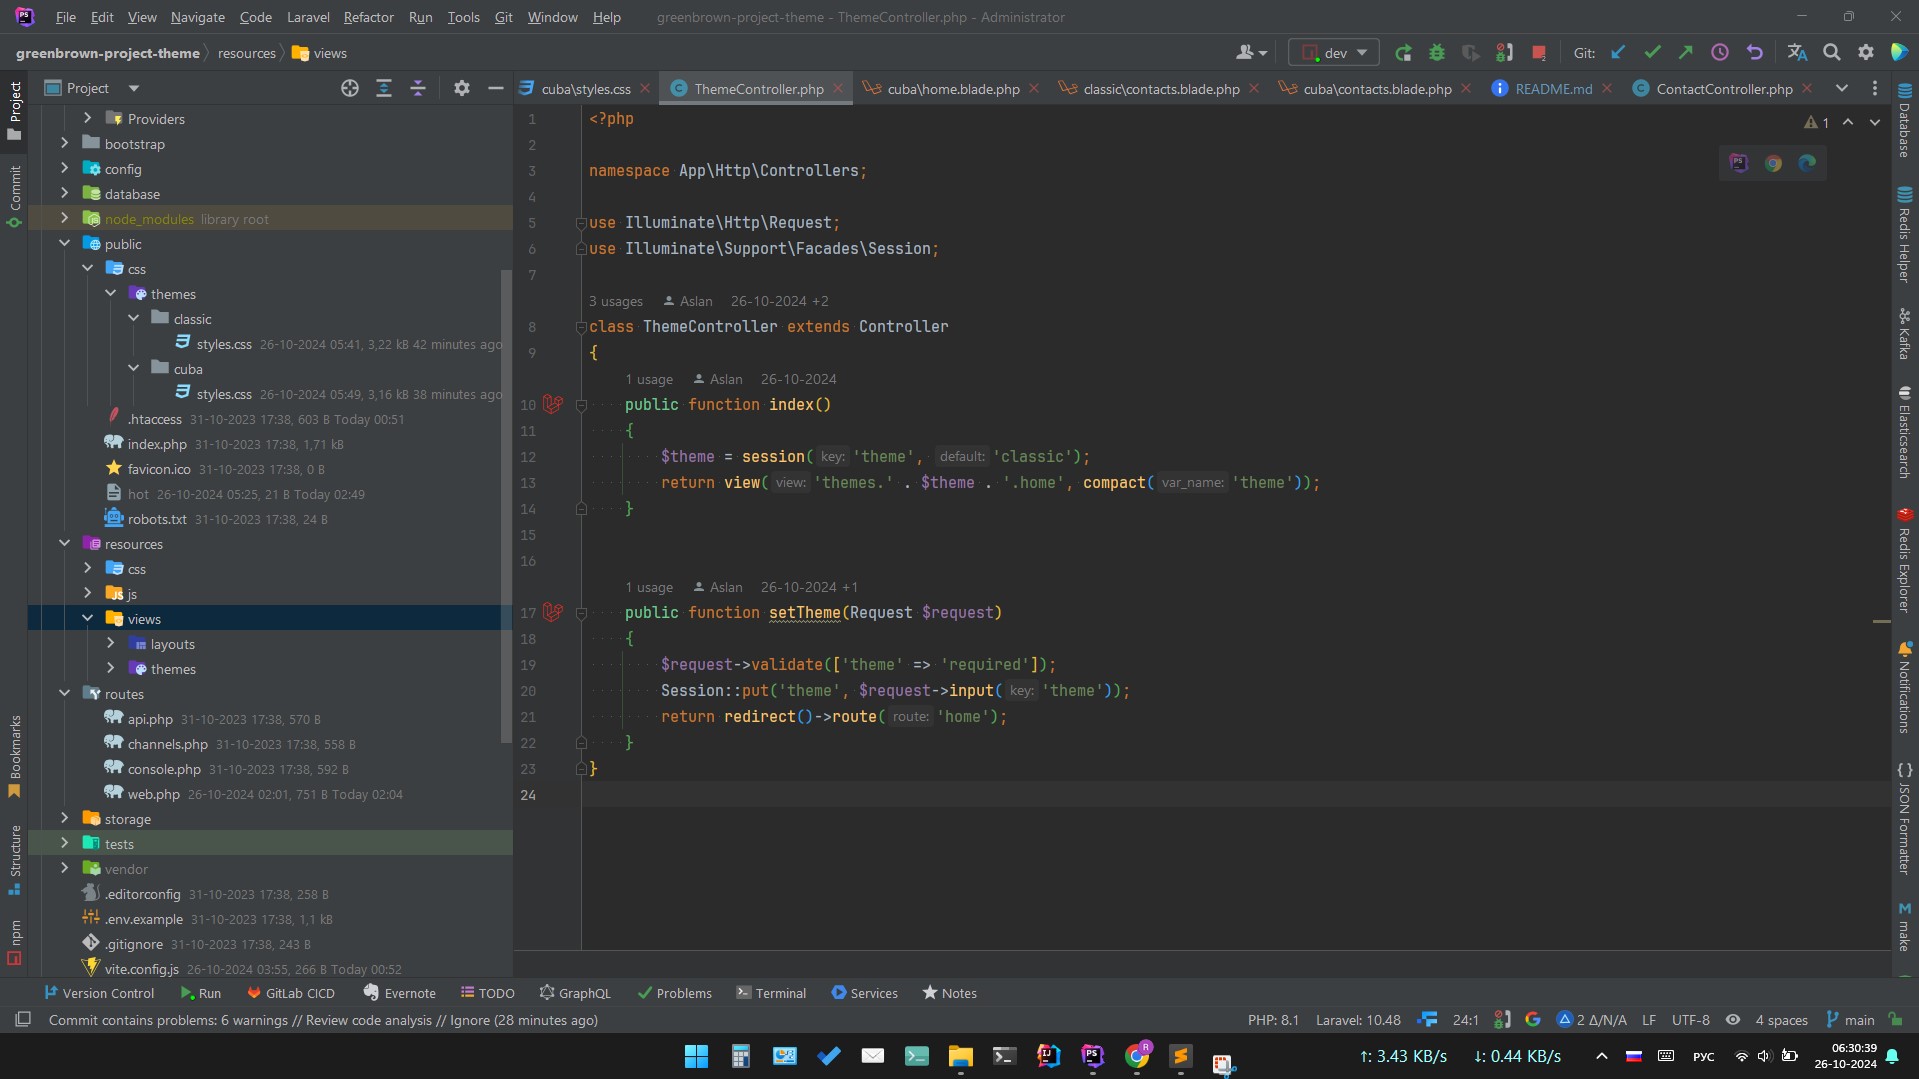 File Edit View Navigate Code Laravel Refactor Run Tools Git Window Help greenbrown-project-theme - ThemeController.php - Administrator
greenbrown-project-theme resources views dev Git:
Project
cuba\styles.css ThemeController.php cuba\home.blade.php classic\contacts.blade.php cuba\contacts.blade.php README.md ContactController.php
Project
Commit
Bookmarks
Structure
npm
Providers
bootstrap
config
database
node_modules library root
public
css
themes
classic
styles.css 26-10-2024 05:41, 3,22 kB 42 minutes ago
cuba
styles.css 26-10-2024 05:49, 3,16 kB 38 minutes ago
.htaccess 31-10-2023 17:38, 603 B Today 00:51
index.php 31-10-2023 17:38, 1,71 kB
favicon.ico 31-10-2023 17:38, 0 B
hot 26-10-2024 05:25, 21 B Today 02:49
robots.txt 31-10-2023 17:38, 24 B
resources
css
js
views
layouts
themes
routes
api.php 31-10-2023 17:38, 570 B
channels.php 31-10-2023 17:38, 558 B
console.php 31-10-2023 17:38, 592 B
web.php 26-10-2024 02:01, 751 B Today 02:04
storage
tests
vendor
.editorconfig 31-10-2023 17:38, 258 B
.env.example 31-10-2023 17:38, 1,1 kB
.gitignore 31-10-2023 17:38, 243 B
vite.config.js 26-10-2024 03:55, 266 B Today 00:52
1 <?php
2
3 namespace App\Http\Controllers;
4
5 use Illuminate\Http\Request;
6 use Illuminate\Support\Facades\Session;
7
3 usages Aslan 26-10-2024 +2
8 class ThemeController extends Controller
9 {
1 usage Aslan 26-10-2024
10 public function index()
11 {
12 $theme = session( key: 'theme', default: 'classic');
13 return view( view: 'themes.' . $theme . '.home', compact( var_name: 'theme'));
14 }
15
16
1 usage Aslan 26-10-2024 +1
17 public function setTheme(Request $request)
18 {
19 $request->validate(['theme' => 'required']);
20 Session::put('theme', $request->input( key: 'theme'));
21 return redirect()->route( route: 'home');
22 }
23 }
24
1
Database
Redis Helper
Kafka
Elasticsearch
Redis Explorer
Notifications
JSON Formatter
make
Version Control Run GitLab CICD Evernote TODO GraphQL Problems Terminal Services Notes
Commit contains problems: 6 warnings // Review code analysis // Ignore (28 minutes ago) PHP: 8.1 Laravel: 10.48 24:1 2 Δ/N/A LF UTF-8 4 spaces main
↑: 3.43 KB/s ↓: 0.44 KB/s РУС 06:30:39
26-10-2024